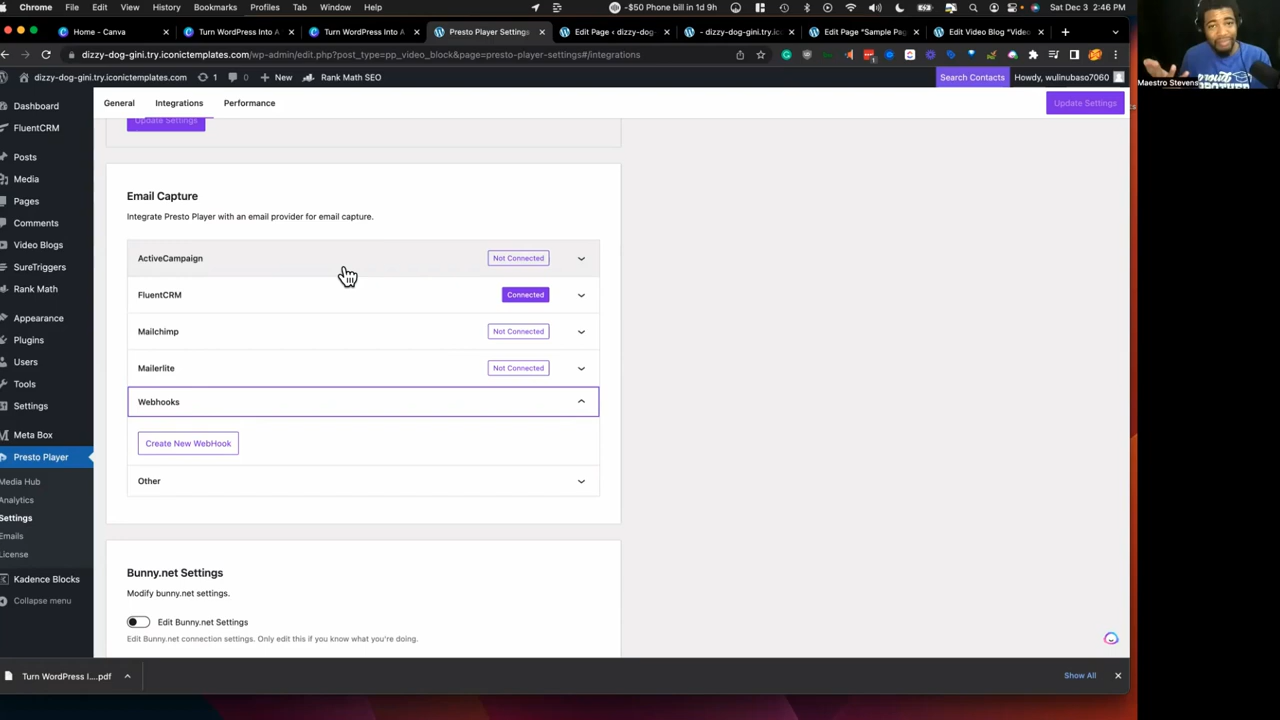 Chrome File Edit View History Bookmarks Profiles Tab Window Help
-$50 Phone bill in 1d 9h
Sat Dec 3 2:46 PM
Home - Canva
Turn WordPress Into A
Turn WordPress Into A
Presto Player Settings
Edit Page < dizzy-dog-
- dizzy-dog-gini.try.ic
Edit Page "Sample Pag
Edit Video Blog "Video
dizzy-dog-gini.try.iconictemplates.com/wp-admin/edit.php?post_type=pp_video_block&page=presto-player-settings#/integrations
dizzy-dog-gini.try.iconictemplates.com 1 0 New Rank Math SEO Search Contacts Howdy, wulinubaso7060
Maestro Stevens
General Integrations Performance Update Settings
Dashboard
FluentCRM
Posts
Media
Pages
Comments
Video Blogs
SureTriggers
Rank Math
Appearance
Plugins
Users
Tools
Settings
Meta Box
Presto Player
Media Hub
Analytics
Settings
Emails
License
Kadence Blocks
Collapse menu
Update Settings
Email Capture
Integrate Presto Player with an email provider for email capture.
ActiveCampaign Not Connected
FluentCRM Connected
Mailchimp Not Connected
Mailerlite Not Connected
Webhooks
Create New WebHook
Other
Bunny.net Settings
Modify bunny.net settings.
Edit Bunny.net Settings
Edit Bunny.net connection settings. Only edit this if you know what you're doing.
Turn WordPress I....pdf
Show All